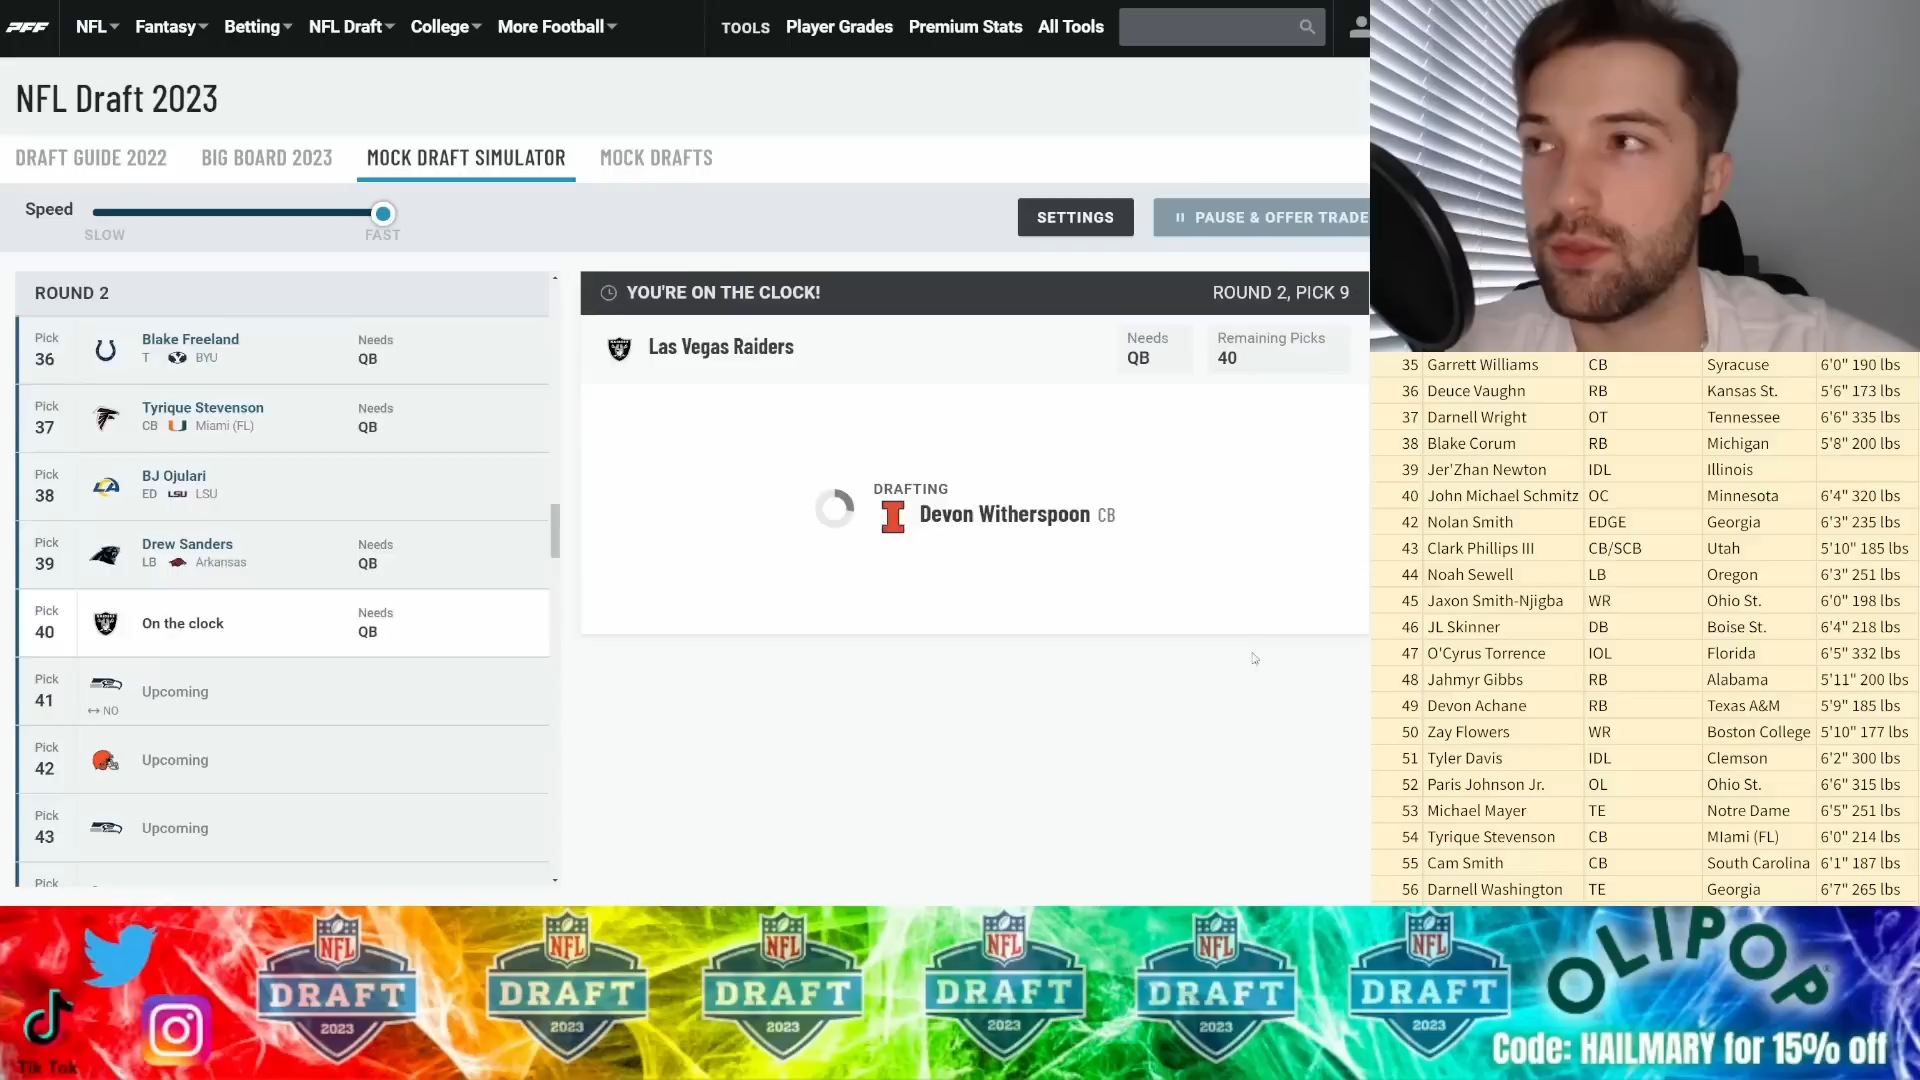 PFF
NFL
Fantasy
Betting
NFL Draft
College
More Football
TOOLS
Player Grades
Premium Stats
All Tools
NFL Draft 2023
DRAFT GUIDE 2022
BIG BOARD 2023
MOCK DRAFT SIMULATOR
MOCK DRAFTS
Speed
SLOW
FAST
SETTINGS
PAUSE & OFFER TRADE
ROUND 2
Pick 36
Blake Freeland
T BYU
Needs
QB
Pick 37
Tyrique Stevenson
CB Miami (FL)
Needs
QB
Pick 38
BJ Ojulari
ED LSU LSU
Pick 39
Drew Sanders
LB Arkansas
Needs
QB
Pick 40
On the clock
Needs
QB
Pick 41
Upcoming
↔ NO
Pick 42
Upcoming
Pick 43
Upcoming
Pick
YOU'RE ON THE CLOCK!
ROUND 2, PICK 9
Las Vegas Raiders
Needs
QB
Remaining Picks
40
DRAFTING
Devon Witherspoon CB
35 Garrett Williams CB Syracuse 6'0" 190 lbs
36 Deuce Vaughn RB Kansas St. 5'6" 173 lbs
37 Darnell Wright OT Tennessee 6'6" 335 lbs
38 Blake Corum RB Michigan 5'8" 200 lbs
39 Jer'Zhan Newton IDL Illinois
40 John Michael Schmitz OC Minnesota 6'4" 320 lbs
42 Nolan Smith EDGE Georgia 6'3" 235 lbs
43 Clark Phillips III CB/SCB Utah 5'10" 185 lbs
44 Noah Sewell LB Oregon 6'3" 251 lbs
45 Jaxon Smith-Njigba WR Ohio St. 6'0" 198 lbs
46 JL Skinner DB Boise St. 6'4" 218 lbs
47 O'Cyrus Torrence IOL Florida 6'5" 332 lbs
48 Jahmyr Gibbs RB Alabama 5'11" 200 lbs
49 Devon Achane RB Texas A&M 5'9" 185 lbs
50 Zay Flowers WR Boston College 5'10" 177 lbs
51 Tyler Davis IDL Clemson 6'2" 300 lbs
52 Paris Johnson Jr. OL Ohio St. 6'6" 315 lbs
53 Michael Mayer TE Notre Dame 6'5" 251 lbs
54 Tyrique Stevenson CB MIami (FL) 6'0" 214 lbs
55 Cam Smith CB South Carolina 6'1" 187 lbs
56 Darnell Washington TE Georgia 6'7" 265 lbs
Tik Tok
NFL DRAFT 2023
NFL DRAFT 2023
NFL DRAFT 2023
NFL DRAFT 2023
NFL DRAFT 2023
NFL DRAFT 2023
OLIPOP
Code: HAILMARY for 15% off